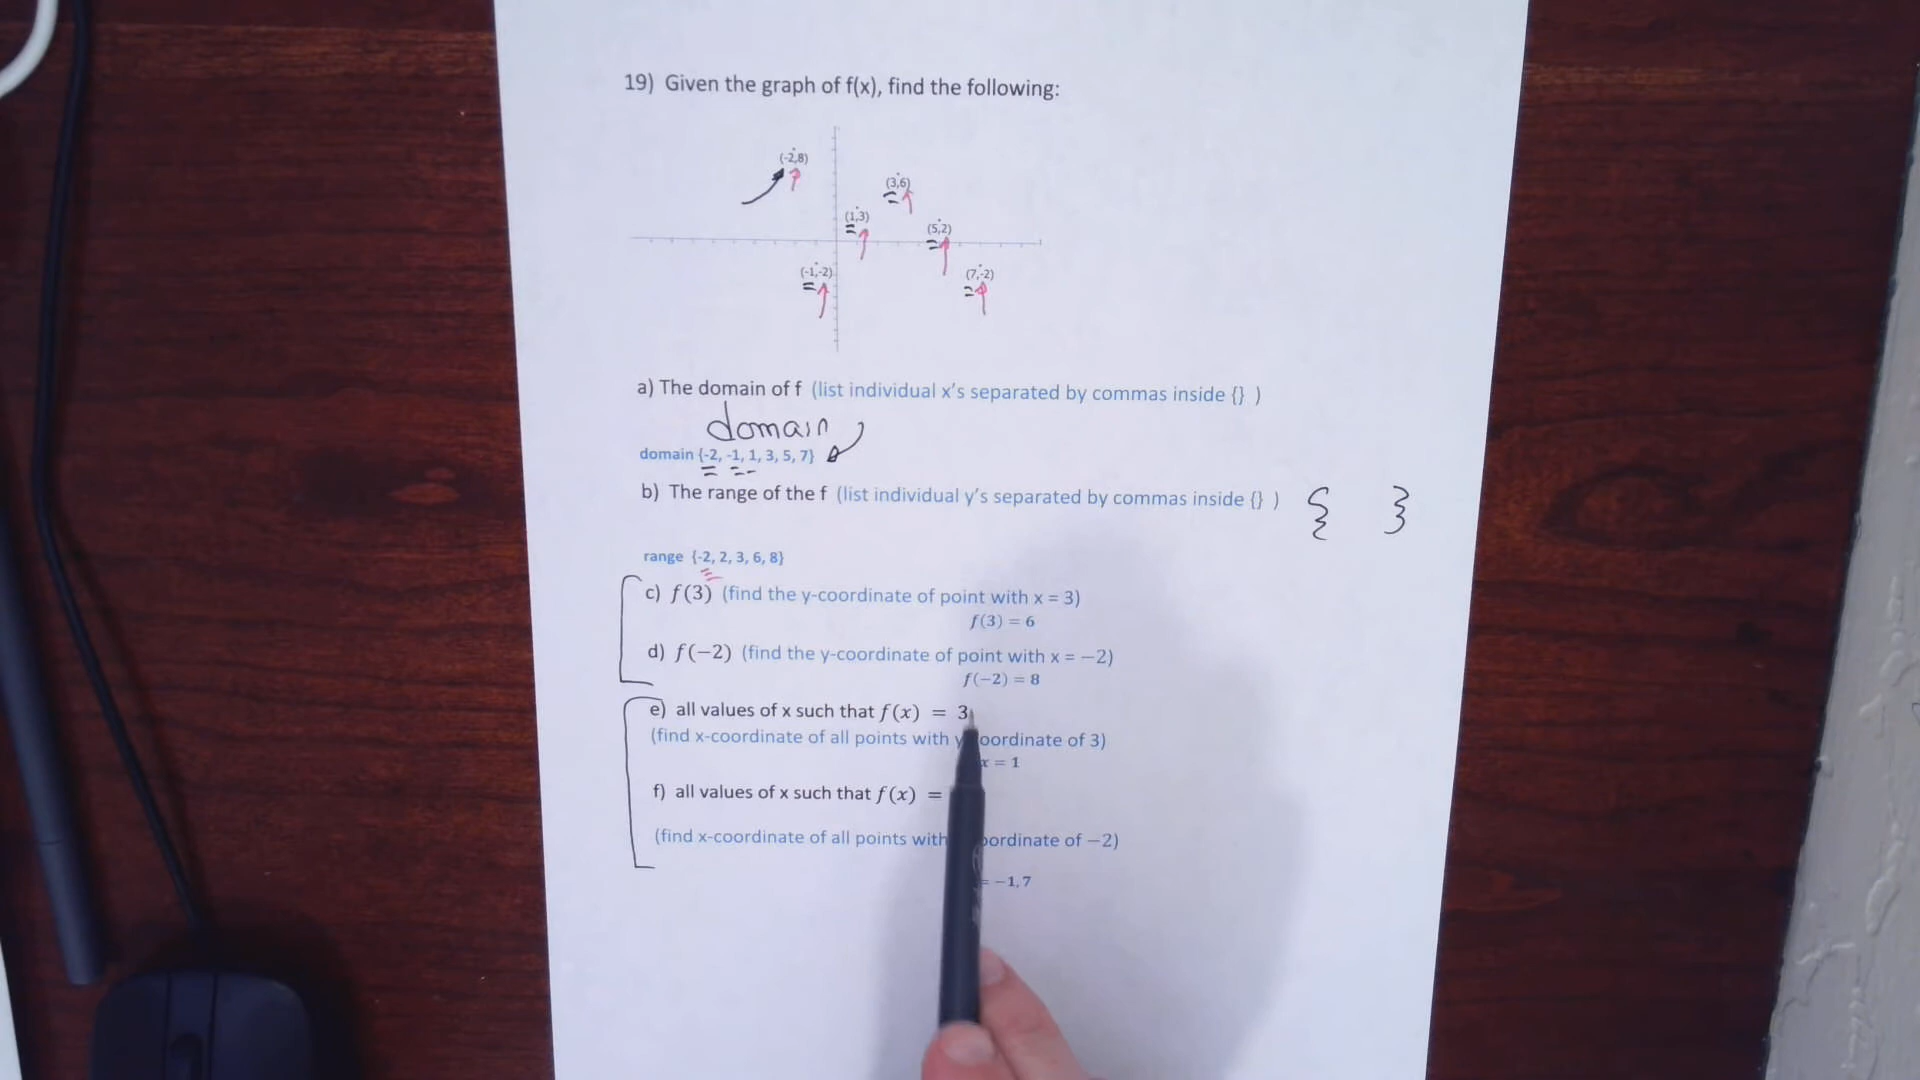 19) Given the graph of f(x), find the following:
(-2,8)
(3,6)
(1,3)
(5,2)
(-1,-2)
(7,-2)
a) The domain of f (list individual x's separated by commas inside {} )
domain
domain {-2, -1, 1, 3, 5, 7}
b) The range of the f (list individual y's separated by commas inside {} ) { }
range {-2, 2, 3, 6, 8}
c) f(3) (find the y-coordinate of point with x = 3)
f(3) = 6
d) f(−2) (find the y-coordinate of point with x = −2)
f(−2) = 8
e) all values of x such that f(x) = 3
(find x-coordinate of all points with y oordinate of 3)
x = 1
f) all values of x such that f(x) =
(find x-coordinate of all points with ordinate of −2)
= −1,7